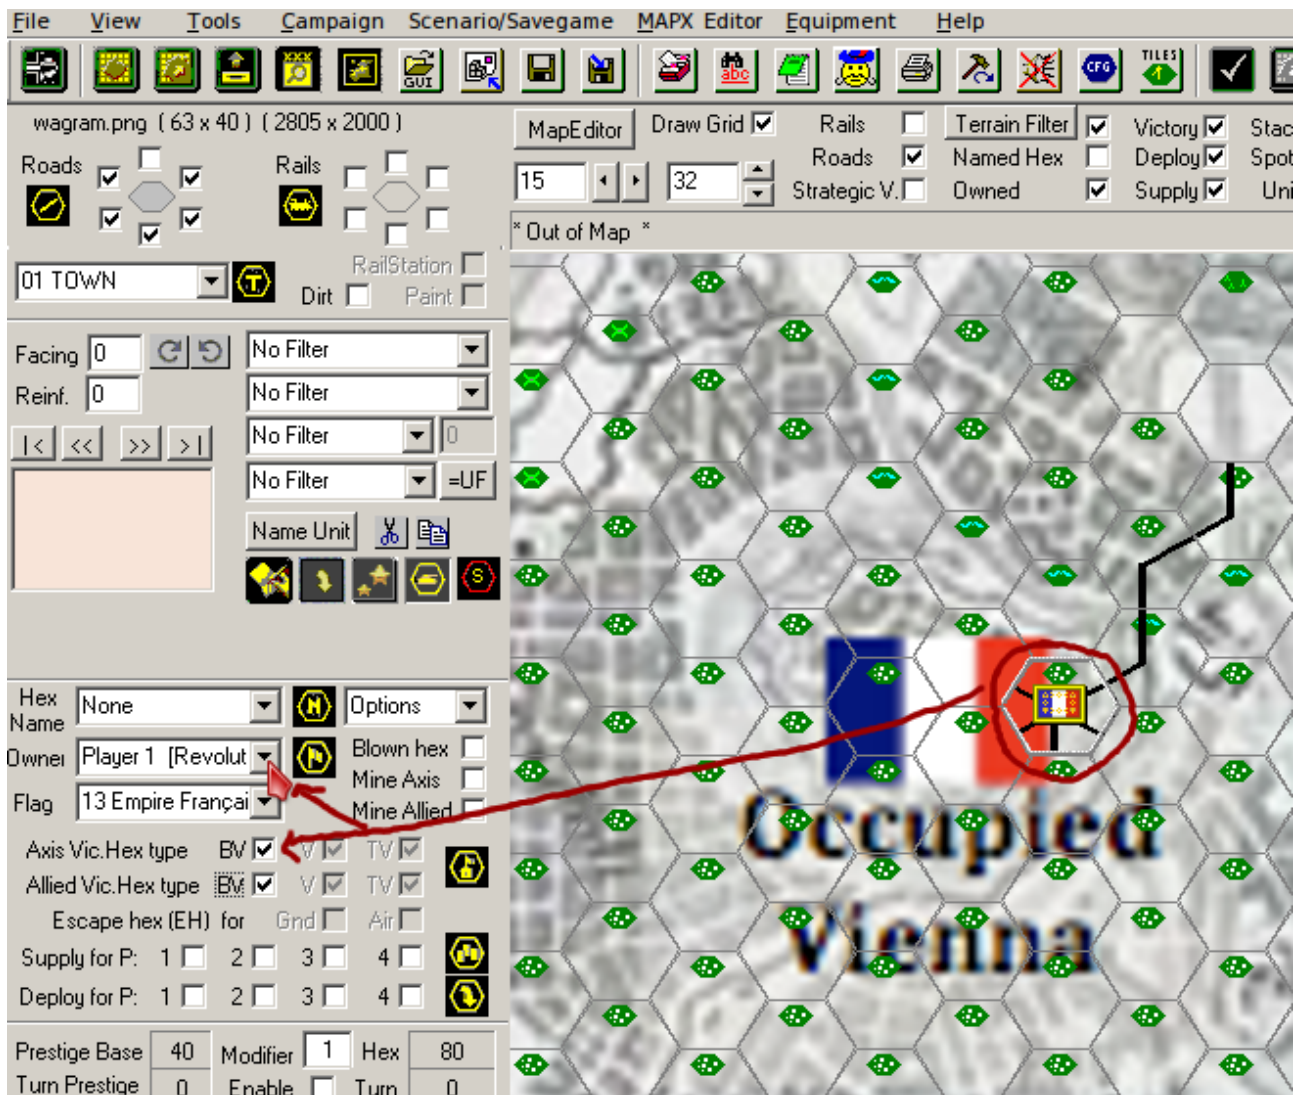 File View Tools Campaign Scenario/Savegame MAPX Editor Equipment Help
GUI abc CFG TILES 1
wagram.png ( 63 x 40 ) ( 2805 x 2000 )
MapEditor Draw Grid Rails Terrain Filter Victory Stac
Roads Rails Roads Named Hex Deploy Spot
15 32 Strategic V. Owned Supply Uni
* Out of Map *
01 TOWN T RailStation
Dirt Paint
Facing 0 No Filter
Reinf. 0 No Filter
|< << >> >| No Filter 0
No Filter =UF
Name Unit
S
Hex Name None N Options
Owner Player 1 [Revolut Blown hex
Mine Axis
Flag 13 Empire Françai Mine Allied
Axis Vic.Hex type BV V TV
Allied Vic.Hex type BV V TV
Escape hex (EH) for Gnd Air
Supply for P: 1 2 3 4
Deploy for P: 1 2 3 4
Prestige Base 40 Modifier 1 Hex 80
Turn Prestige 0 Enable Turn 0
Occupied
Vienna